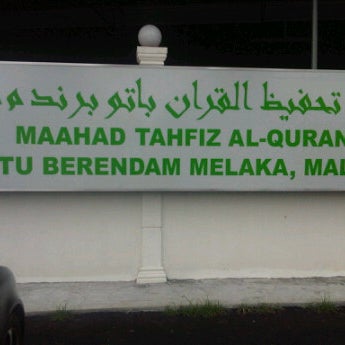 تحفيظ القران باتو برندم
MAAHAD TAHFIZ AL-QURAN
TU BERENDAM MELAKA, MA